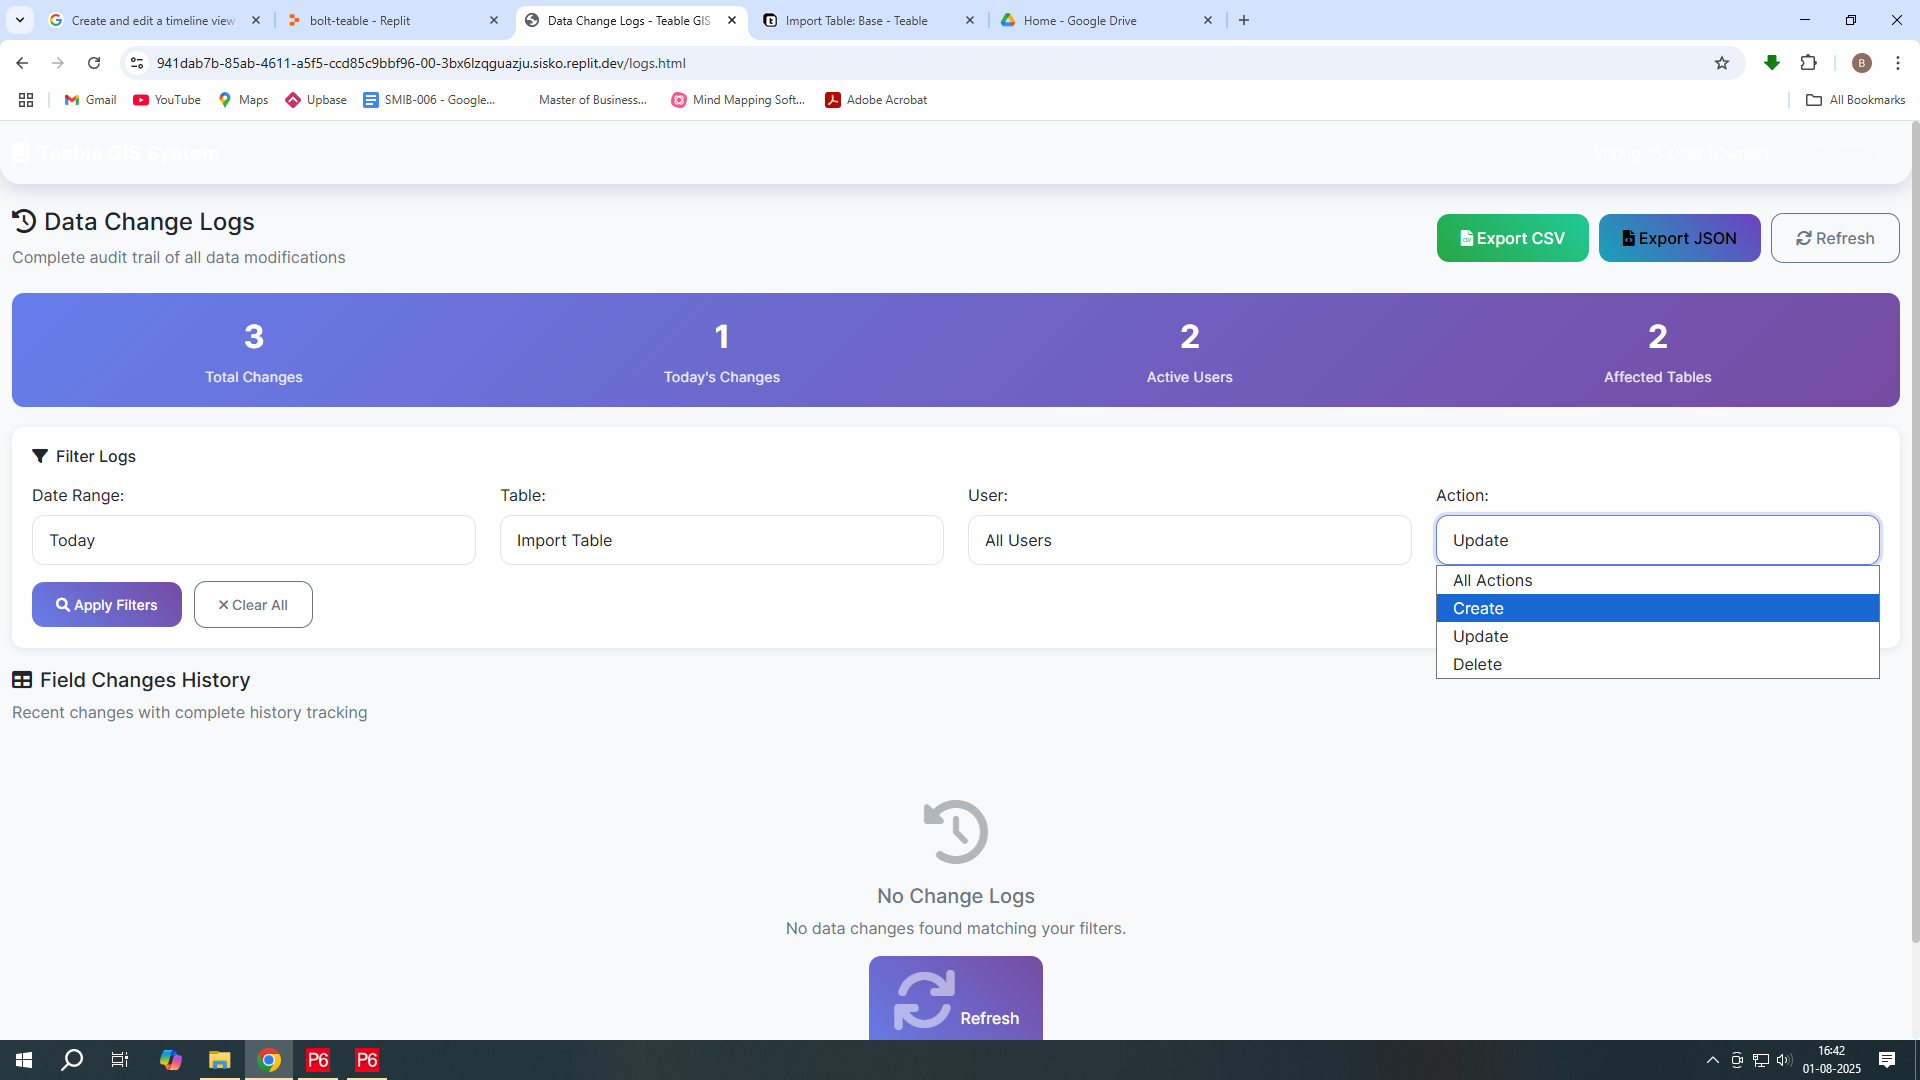 Create and edit a timeline view
bolt-teable - Replit
Data Change Logs - Teable GIS
Import Table: Base - Teable
Home - Google Drive
941dab7b-85ab-4611-a5f5-ccd85c9bbf96-00-3bx6lzqguazju.sisko.replit.dev/logs.html
B
Gmail
YouTube
Maps
Upbase
SMIB-006 - Google...
Master of Business...
Mind Mapping Soft...
Adobe Acrobat
All Bookmarks
Teable GIS System
Data Change Logs
Complete audit trail of all data modifications
Export CSV
Export JSON
Refresh
3
Total Changes
1
Today's Changes
2
Active Users
2
Affected Tables
Filter Logs
Date Range:
Table:
User:
Action:
Today
Import Table
All Users
Update
All Actions
Create
Update
Delete
Apply Filters
Clear All
Field Changes History
Recent changes with complete history tracking
No Change Logs
No data changes found matching your filters.
Refresh
P6
P6
16:42
01-08-2025